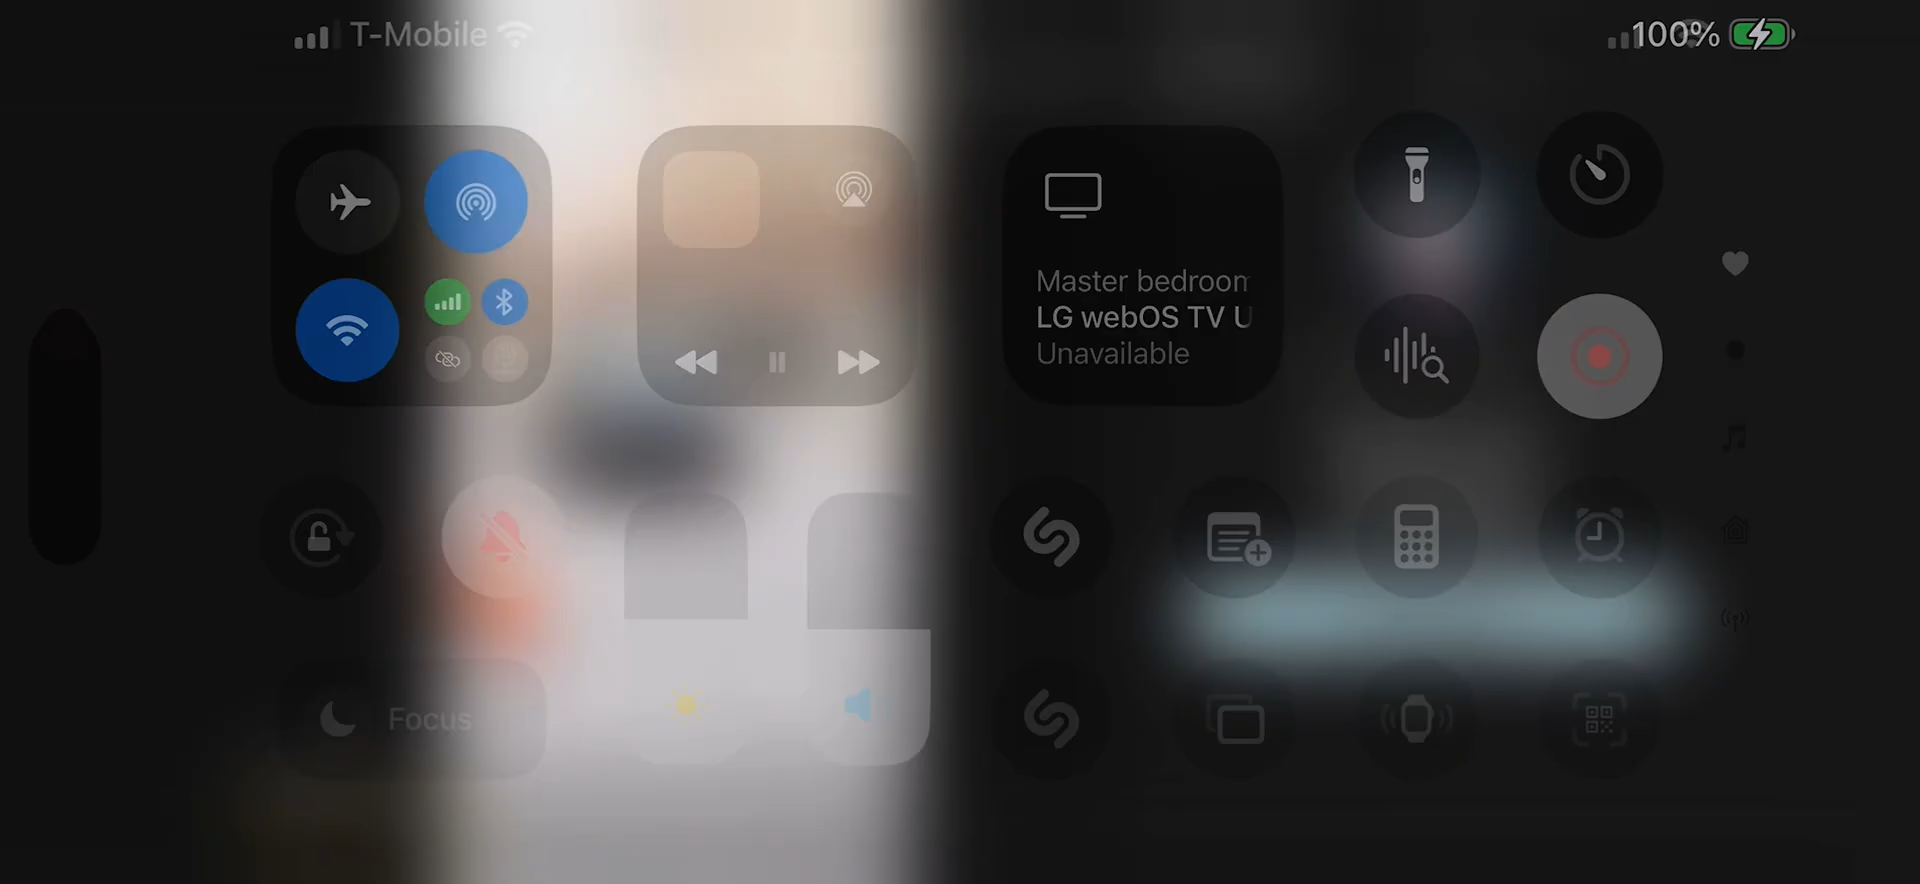 T-Mobile
100%
Master bedroom
LG webOS TV U
Unavailable
Focus